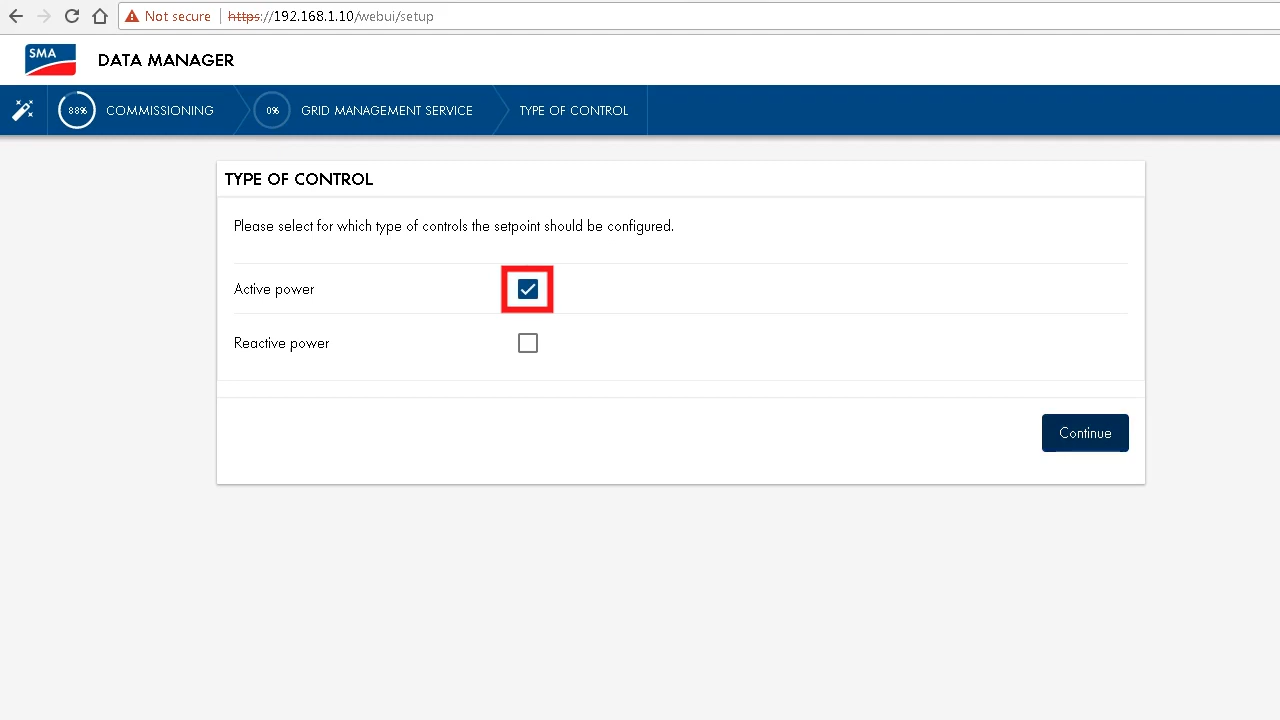 Not secure https://192.168.1.10/webui/setup
SMA DATA MANAGER
88% COMMISSIONING 0% GRID MANAGEMENT SERVICE TYPE OF CONTROL
TYPE OF CONTROL
Please select for which type of controls the setpoint should be configured.
Active power
Reactive power
Continue